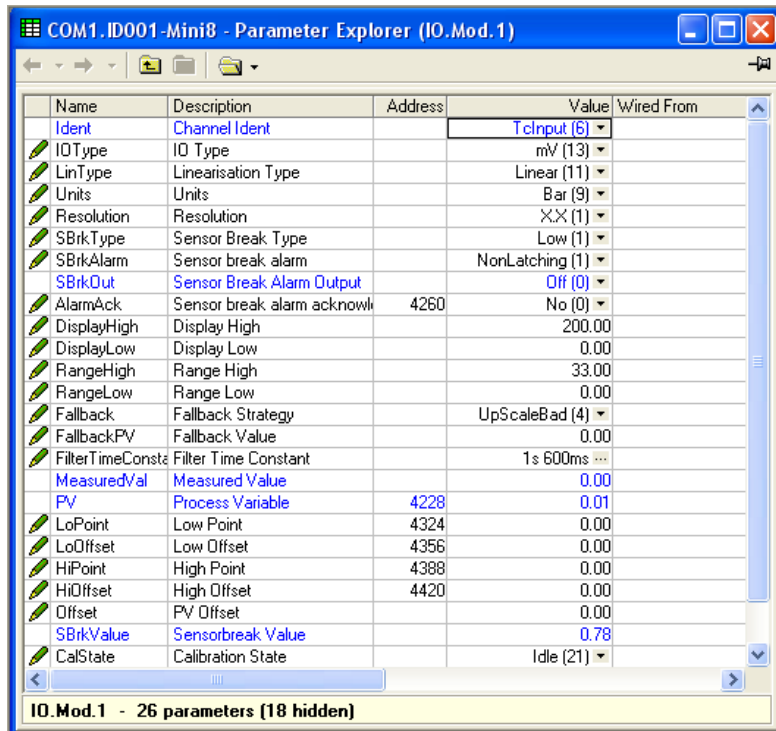 COM1.ID001-Mini8 - Parameter Explorer (IO.Mod.1)
Name Description Address Value Wired From
Ident Channel Ident TcInput (6)
IOType IO Type mV (13)
LinType Linearisation Type Linear (11)
Units Units Bar (9)
Resolution Resolution X.X (1)
SBrkType Sensor Break Type Low (1)
SBrkAlarm Sensor break alarm NonLatching (1)
SBrkOut Sensor Break Alarm Output Off (0)
AlarmAck Sensor break alarm acknowl 4260 No (0)
DisplayHigh Display High 200.00
DisplayLow Display Low 0.00
RangeHigh Range High 33.00
RangeLow Range Low 0.00
Fallback Fallback Strategy UpScaleBad (4)
FallbackPV Fallback Value 0.00
FilterTimeConsta Filter Time Constant 1s 600ms ...
MeasuredVal Measured Value 0.00
PV Process Variable 4228 0.01
LoPoint Low Point 4324 0.00
LoOffset Low Offset 4356 0.00
HiPoint High Point 4388 0.00
HiOffset High Offset 4420 0.00
Offset PV Offset 0.00
SBrkValue Sensorbreak Value 0.78
CalState Calibration State Idle (21)
IO.Mod.1 - 26 parameters (18 hidden)